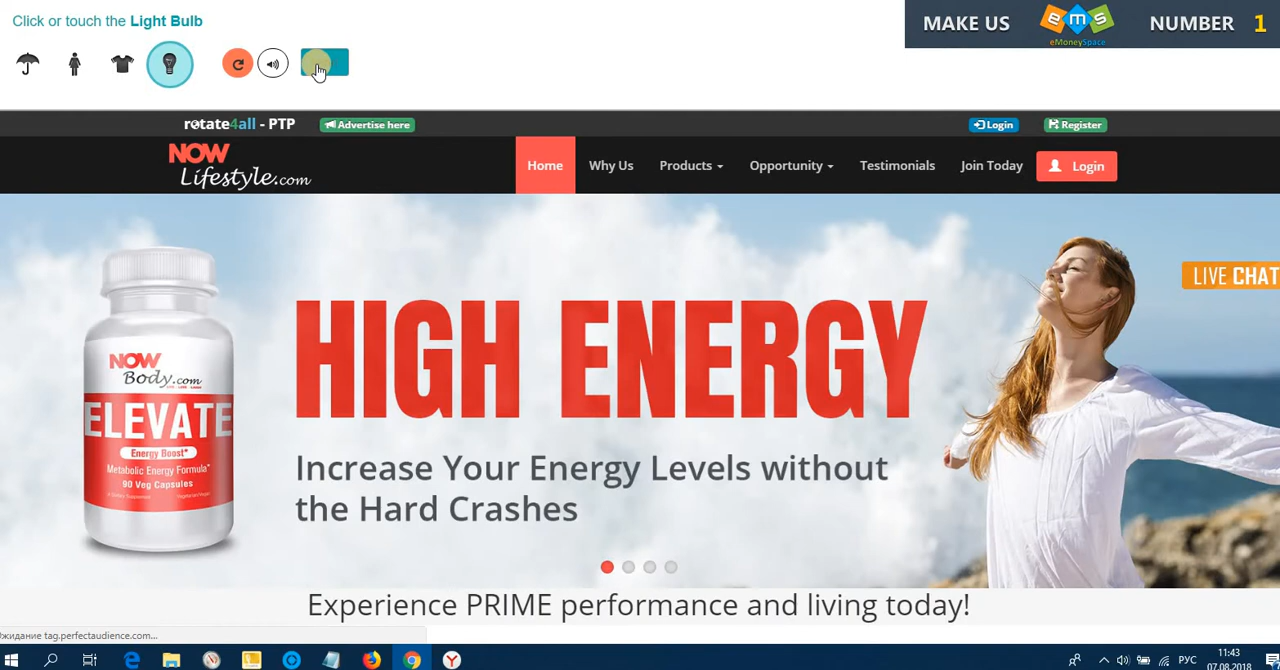 Click or touch the Light Bulb
MAKE US
ems
eMoneySpace
NUMBER 1
rotate4all - PTP
Advertise here
Login
Register
NOW
Lifestyle.com
Home
Why Us
Products
Opportunity
Testimonials
Join Today
Login
LIVE CHAT
HIGH ENERGY
Increase Your Energy Levels without
the Hard Crashes
NOW
Body.com
ELEVATE
Energy Boost*
Metabolic Energy Formula*
90 Veg Capsules
Experience PRIME performance and living today!
Ожидание tag.perfectaudience.com...
РУС
11:43
07.08.2018